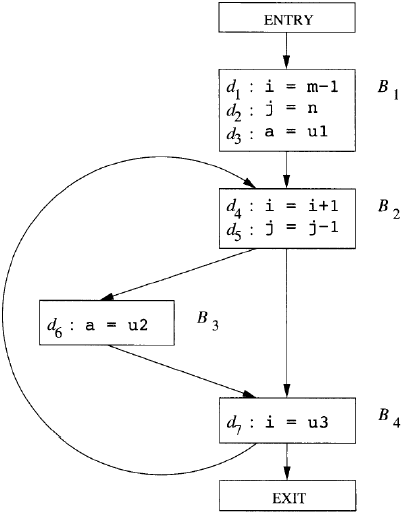 ENTRY
d1 : i = m-1
d2 : j = n
d3 : a = u1
B1
d4 : i = i+1
d5 : j = j-1
B2
d6 : a = u2
B3
d7 : i = u3
B4
EXIT